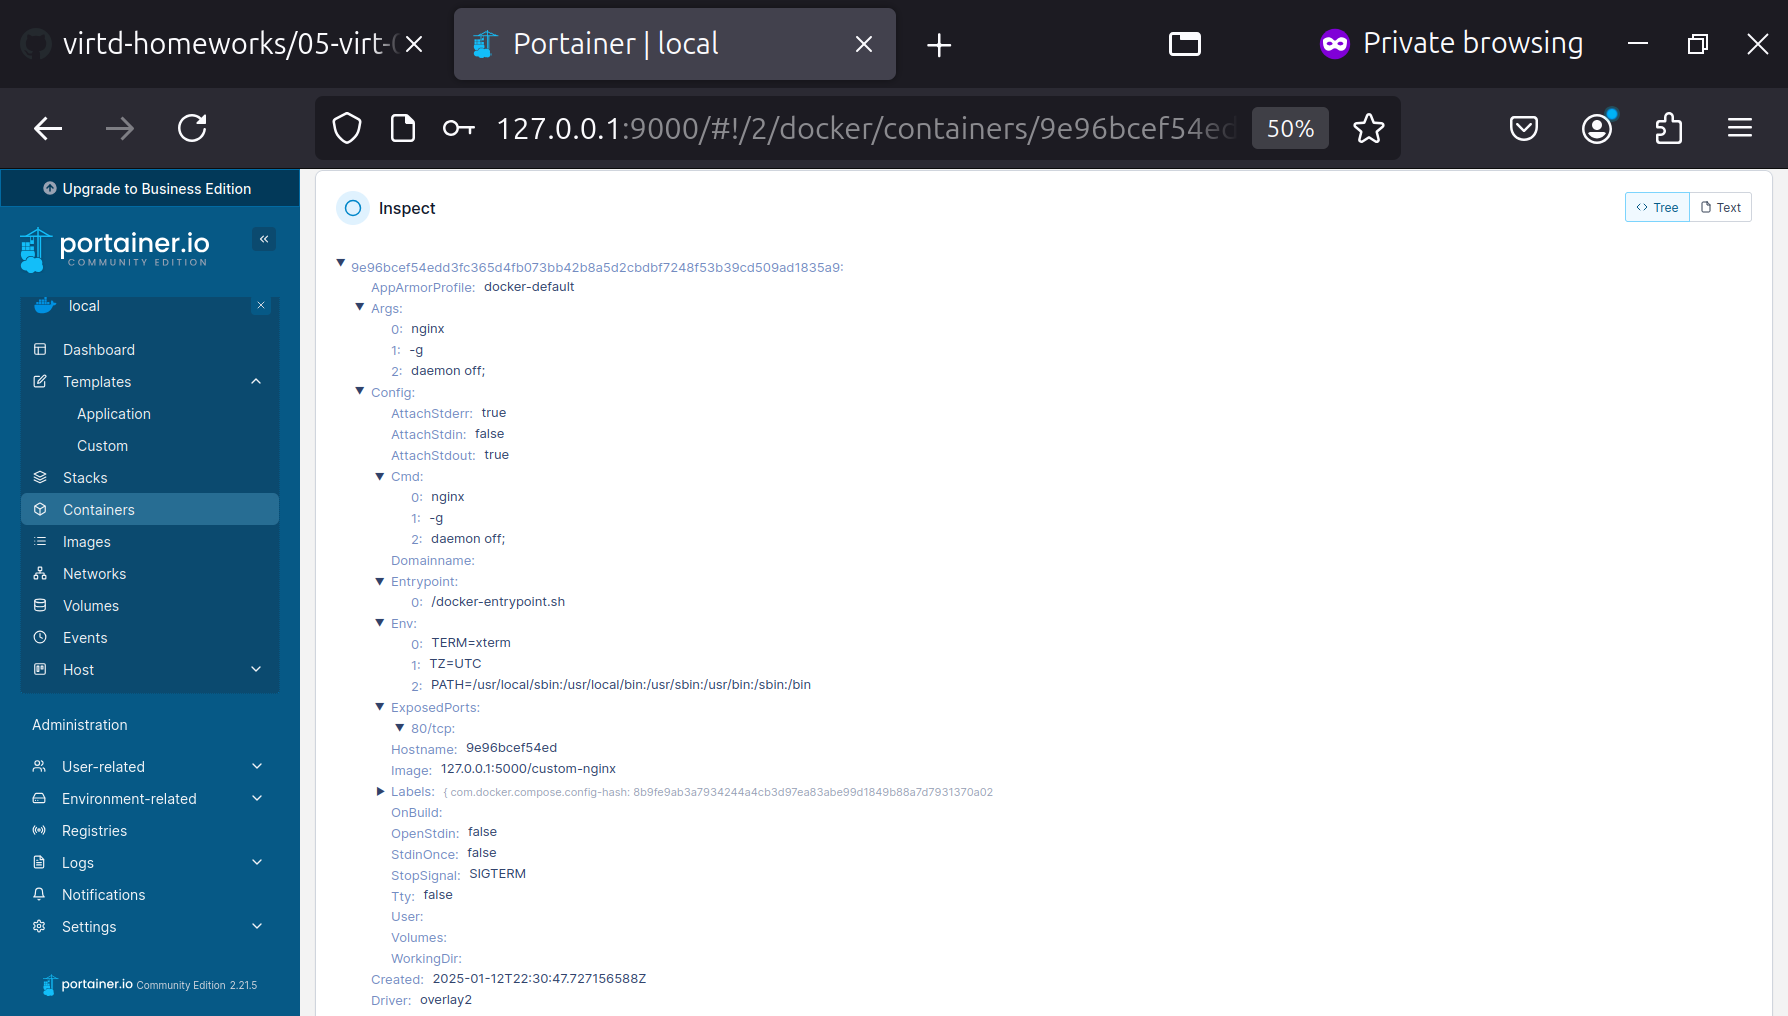 virtd-homeworks/05-virt-
Portainer | local
Private browsing
127.0.0.1:9000/#!/2/docker/containers/9e96bcef54ed
50%
Upgrade to Business Edition
portainer.io
COMMUNITY EDITION
local
Dashboard
Templates
Application
Custom
Stacks
Containers
Images
Networks
Volumes
Events
Host
Administration
User-related
Environment-related
Registries
Logs
Notifications
Settings
portainer.io Community Edition 2.21.5
Inspect
Tree
Text
9e96bcef54edd3fc365d4fb073bb42b8a5d2cbdbf7248f53b39cd509ad1835a9:
AppArmorProfile: docker-default
Args:
0: nginx
1: -g
2: daemon off;
Config:
AttachStderr: true
AttachStdin: false
AttachStdout: true
Cmd:
0: nginx
1: -g
2: daemon off;
Domainname:
Entrypoint:
0: /docker-entrypoint.sh
Env:
0: TERM=xterm
1: TZ=UTC
2: PATH=/usr/local/sbin:/usr/local/bin:/usr/sbin:/usr/bin:/sbin:/bin
ExposedPorts:
80/tcp:
Hostname: 9e96bcef54ed
Image: 127.0.0.1:5000/custom-nginx
Labels: { com.docker.compose.config-hash: 8b9fe9ab3a7934244a4cb3d97ea83abe99d1849b88a7d7931370a02
OnBuild:
OpenStdin: false
StdinOnce: false
StopSignal: SIGTERM
Tty: false
User:
Volumes:
WorkingDir:
Created: 2025-01-12T22:30:47.727156588Z
Driver: overlay2